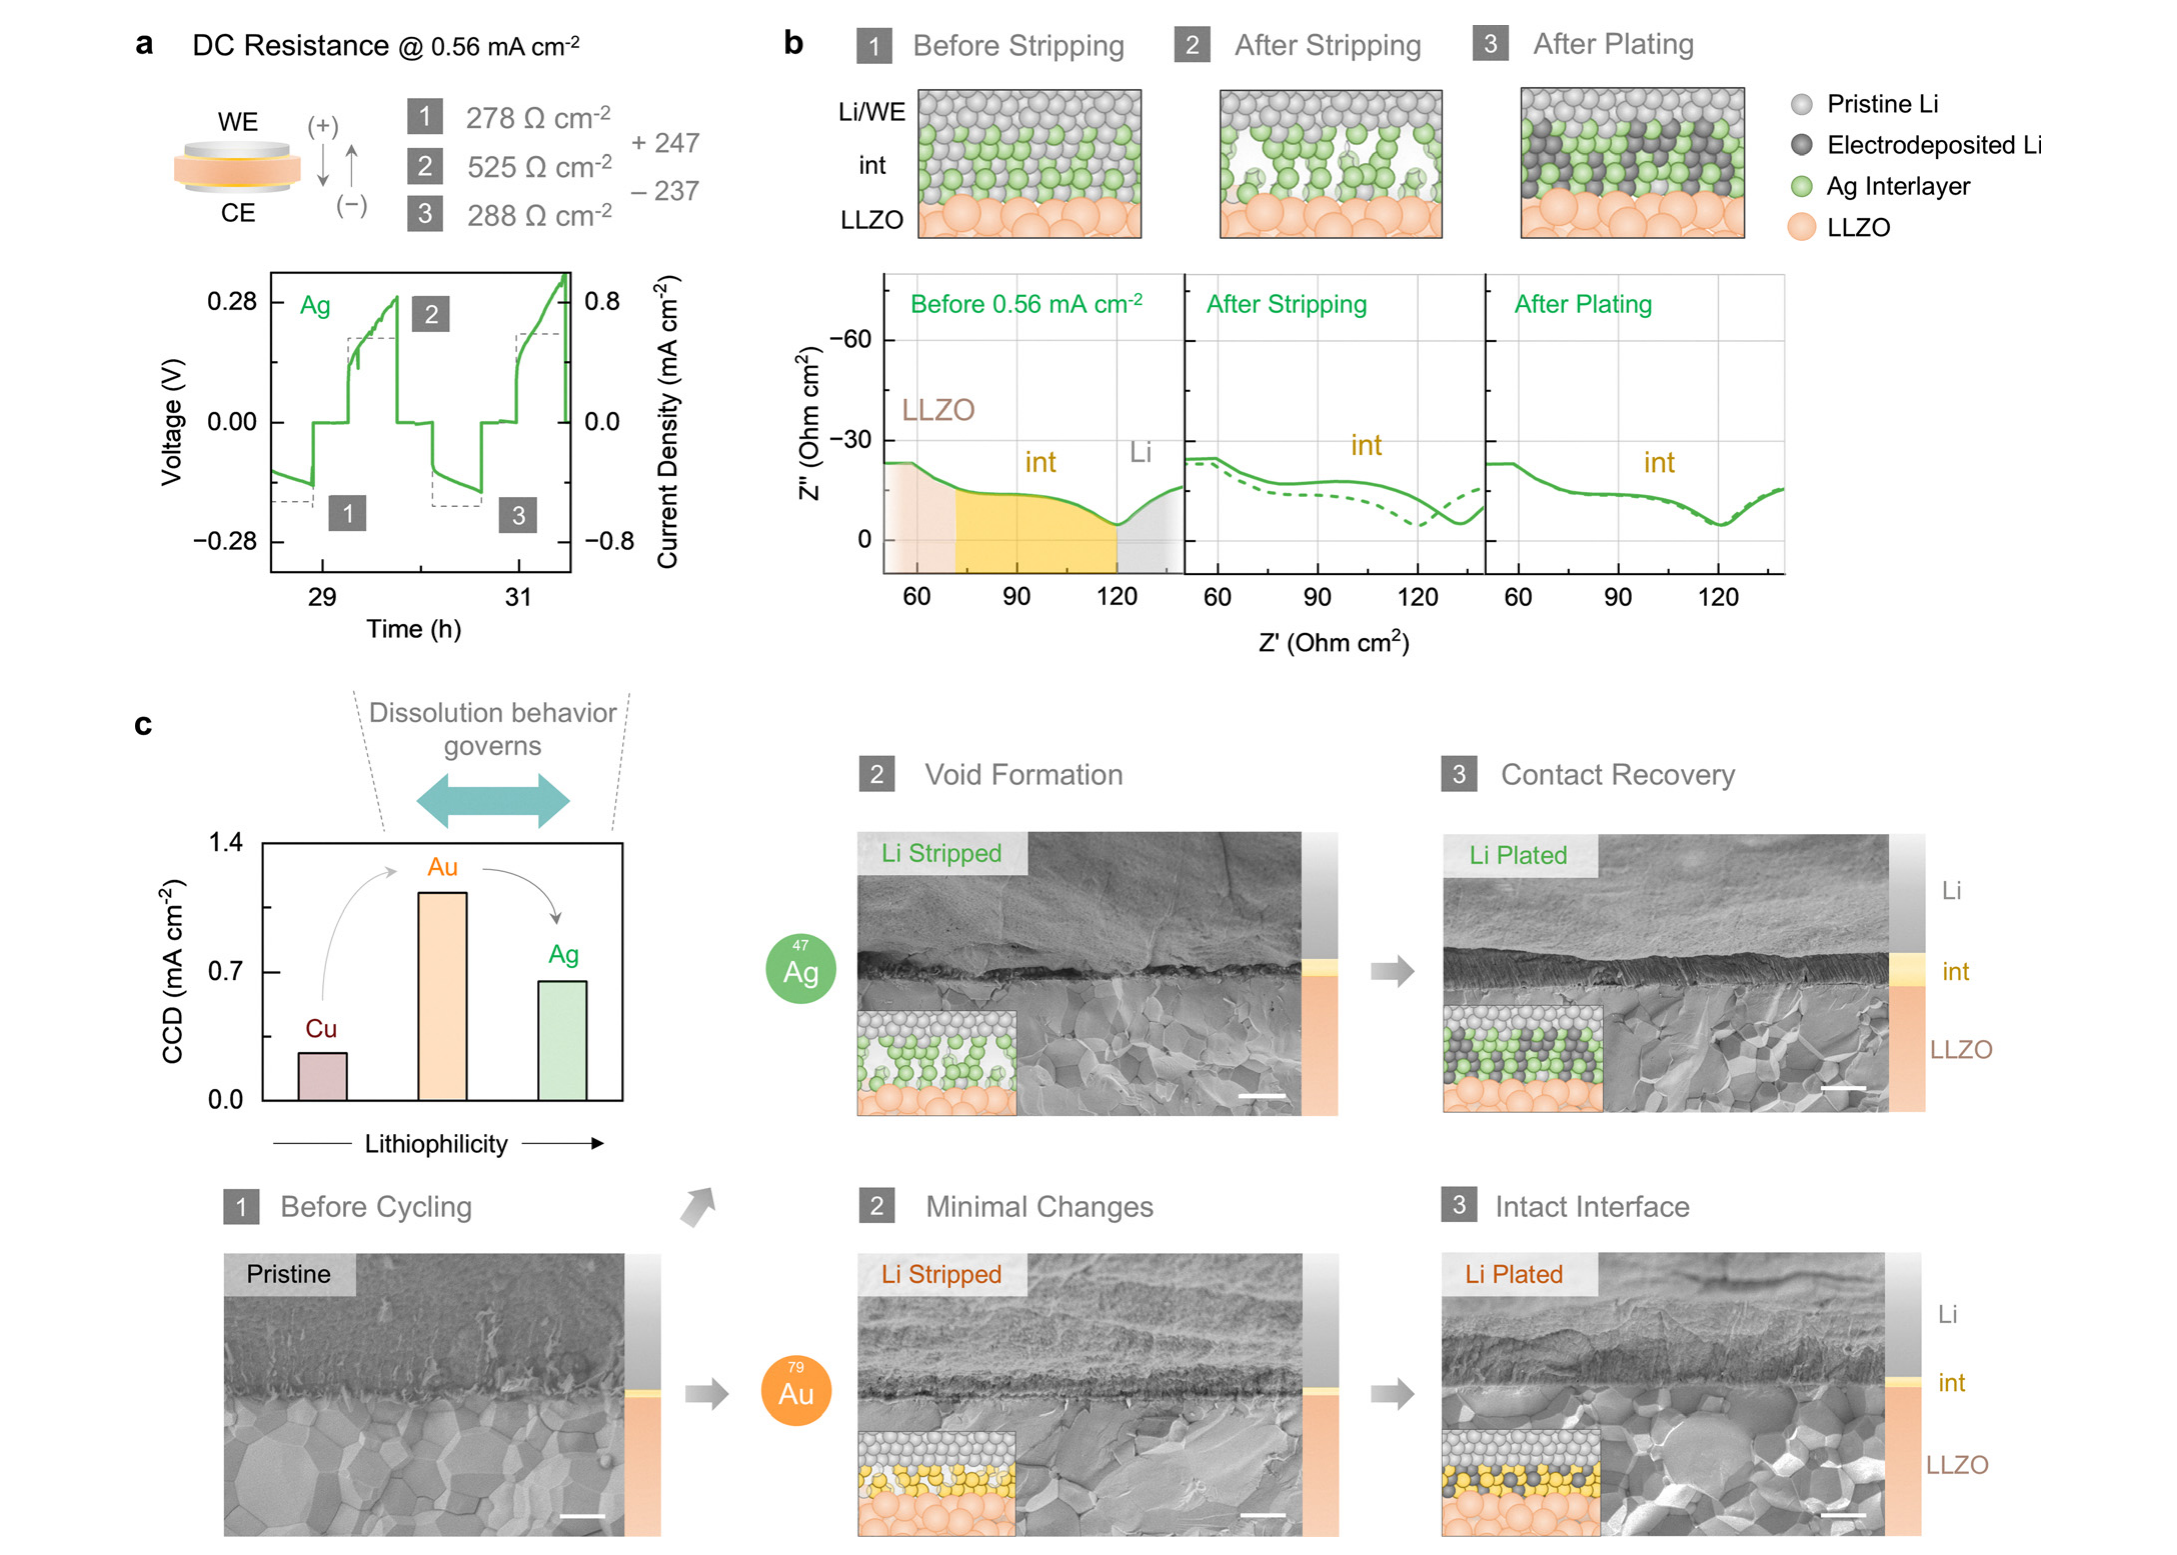 a DC Resistance @ 0.56 mA cm-2
WE
(+)
(−)
CE
1 278 Ω cm-2
2 525 Ω cm-2
3 288 Ω cm-2
+ 247
− 237
Ag
2
1
3
0.28
0.00
−0.28
0.8
0.0
−0.8
Voltage (V)
Current Density (mA cm-2)
29 31
Time (h)
b 1 Before Stripping 2 After Stripping 3 After Plating
Li/WE
int
LLZO
Pristine Li
Electrodeposited Li
Ag Interlayer
LLZO
Before 0.56 mA cm-2
After Stripping
After Plating
LLZO
int
Li
int
int
−60
−30
0
Z'' (Ohm cm2)
60 90 120 60 90 120 60 90 120
Z' (Ohm cm2)
c
Dissolution behavior
governs
1.4
0.7
0.0
CCD (mA cm-2)
Cu
Au
Ag
Lithiophilicity
2 Void Formation
3 Contact Recovery
47
Ag
Li Stripped
Li Plated
Li
int
LLZO
1 Before Cycling
2 Minimal Changes
3 Intact Interface
Pristine
79
Au
Li Stripped
Li Plated
Li
int
LLZO